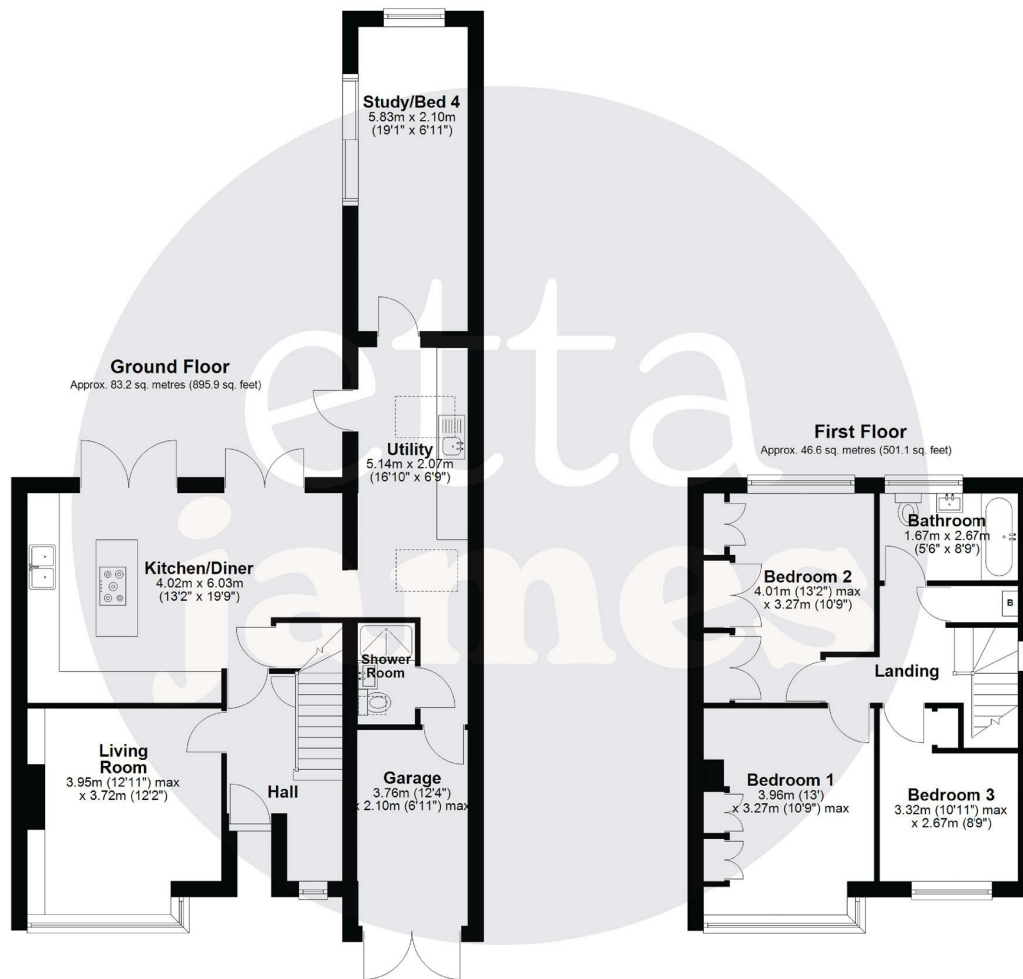 Study/Bed 4
5.83m x 2.10m
(19'1" x 6'11")
Ground Floor
Approx. 83.2 sq. metres (895.9 sq. feet)
Utility
5.14m x 2.07m
(16'10" x 6'9")
Kitchen/Diner
4.02m x 6.03m
(13'2" x 19'9")
Shower
Room
Living
Room
3.95m (12'11") max
x 3.72m (12'2")
Hall
Garage
3.76m (12'4")
x 2.10m (6'11") max
First Floor
Approx. 46.6 sq. metres (501.1 sq. feet)
Bathroom
1.67m x 2.67m
(5'6" x 8'9")
Bedroom 2
4.01m (13'2") max
x 3.27m (10'9")
B
Landing
Bedroom 1
3.96m (13')
x 3.27m (10'9") max
Bedroom 3
3.32m (10'11") max
x 2.67m (8'9")
etta
james